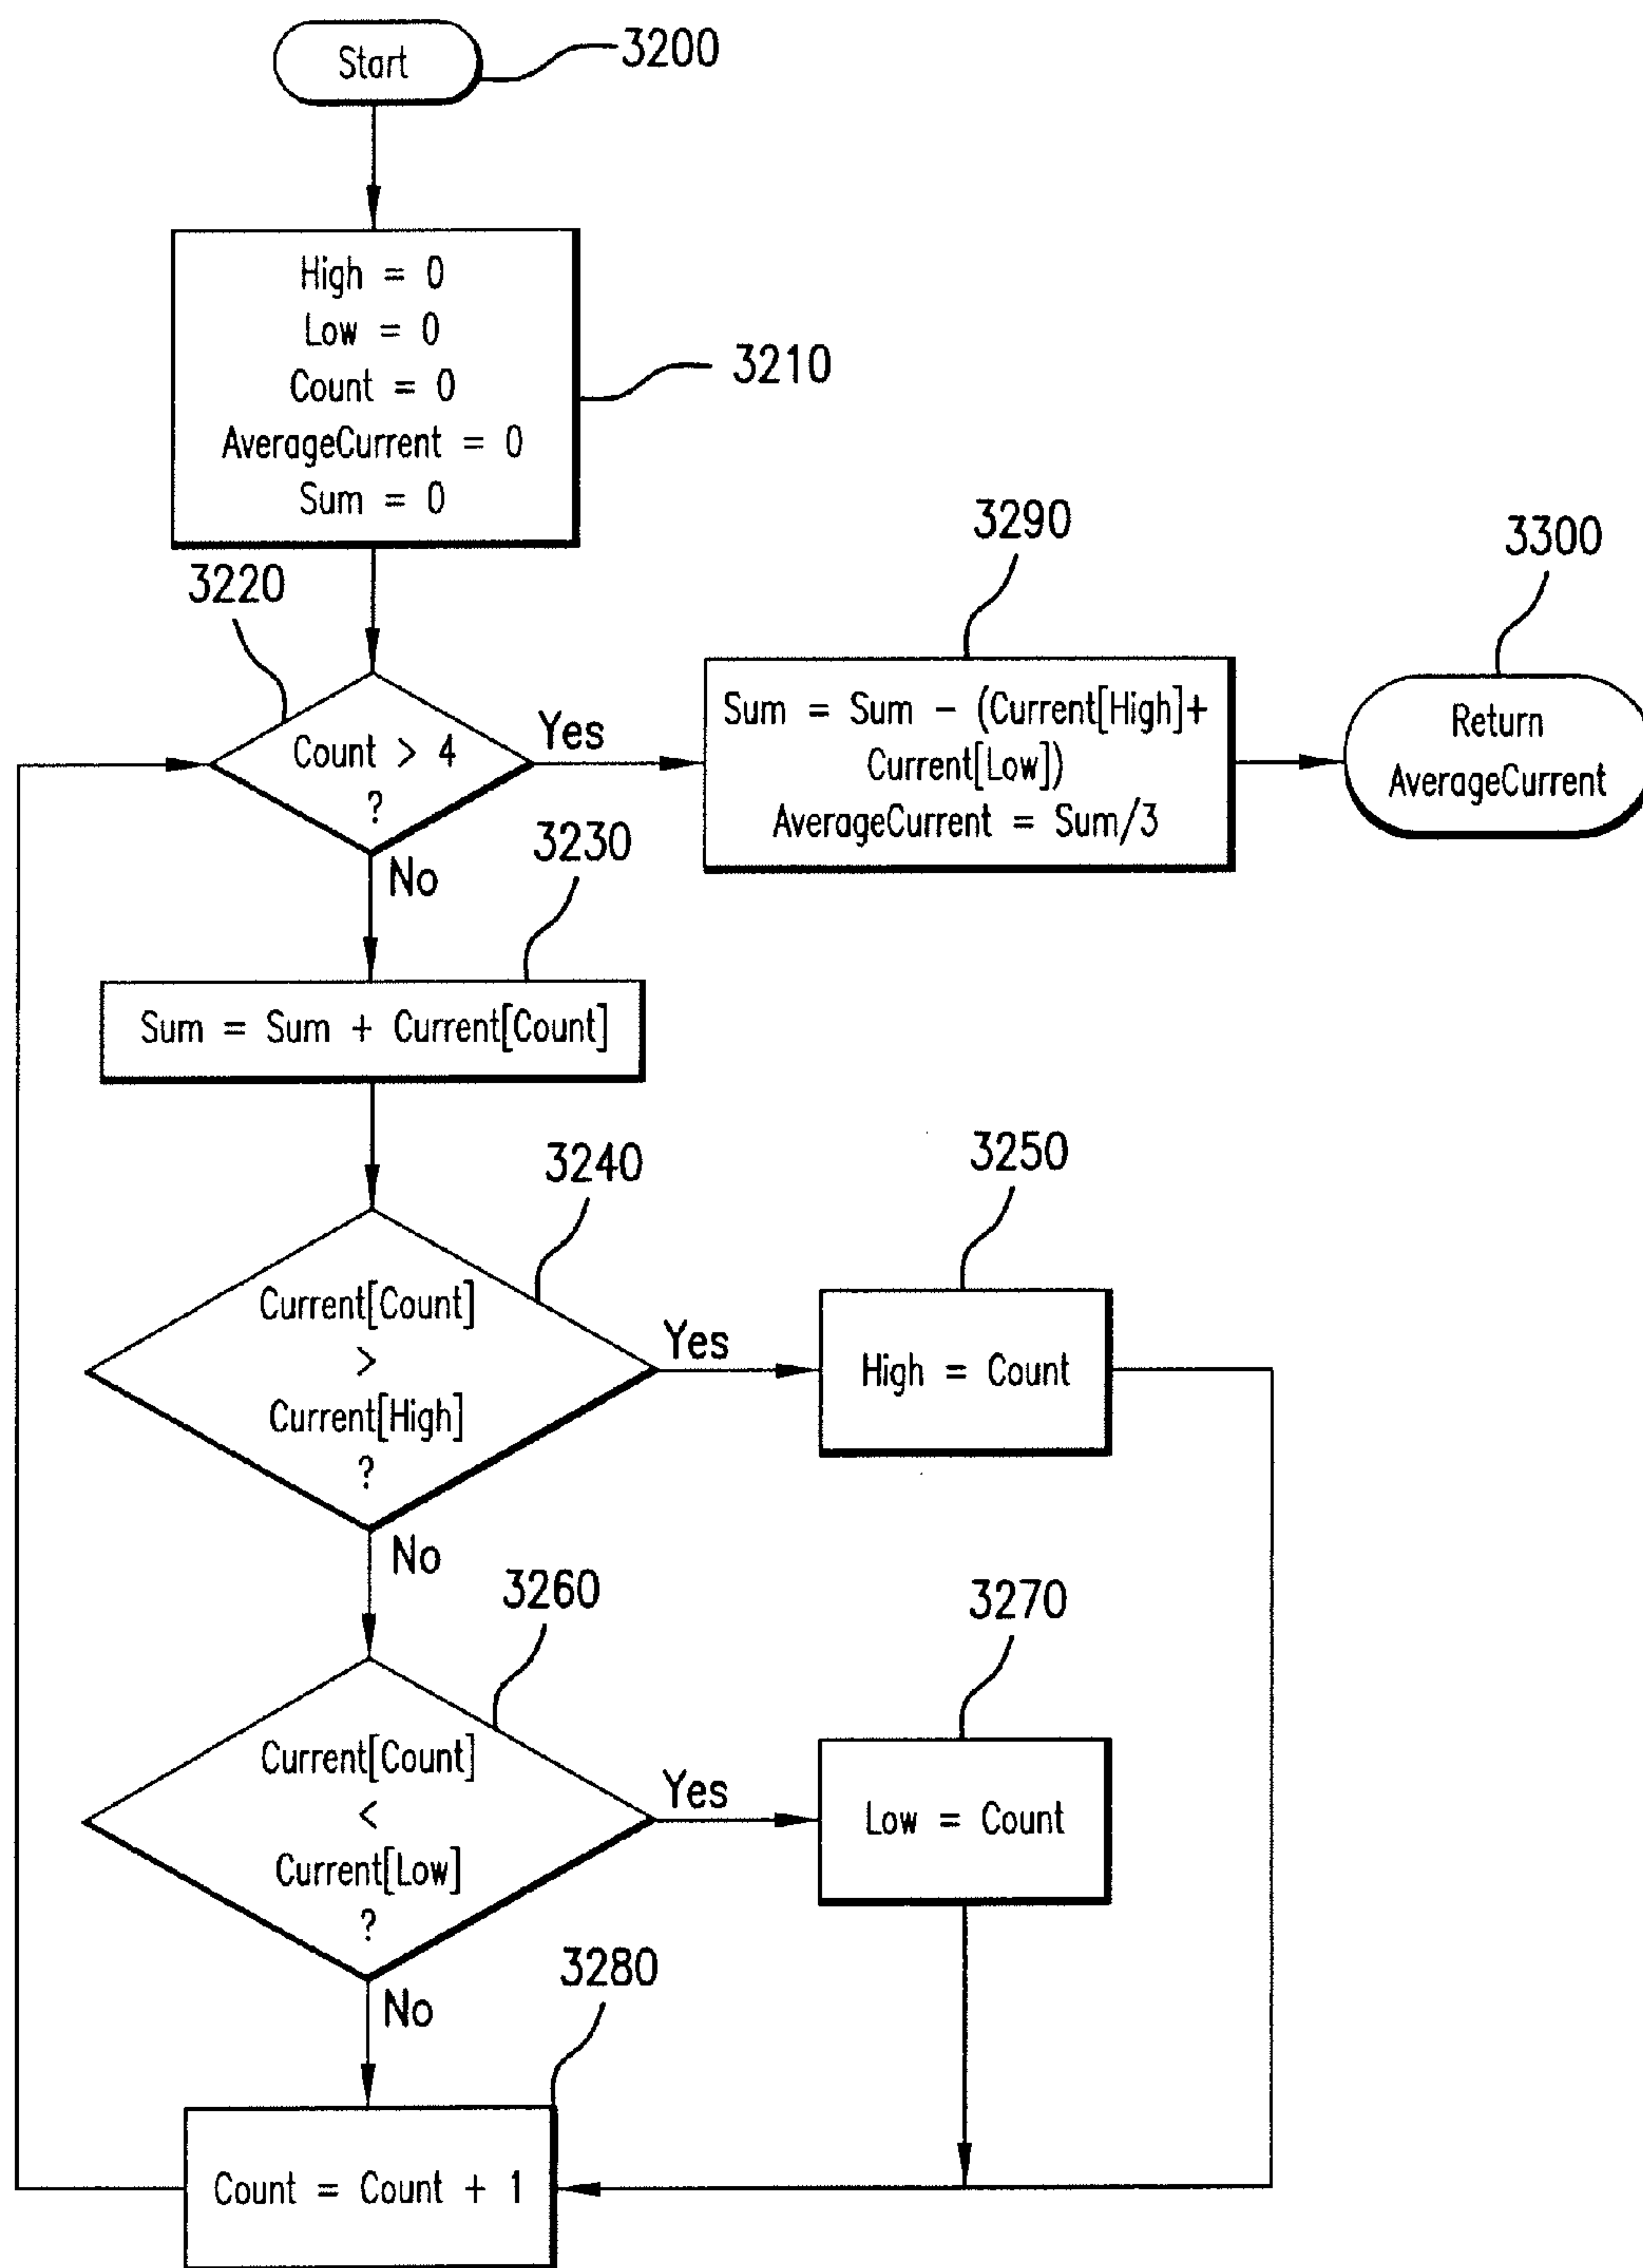 Start
3200
High = 0
Low = 0
Count = 0
AverageCurrent = 0
Sum = 0
3210
3220
Count > 4
?
Yes
No
3290
Sum = Sum - (Current[High]+
Current[Low])
AverageCurrent = Sum/3
3300
Return
AverageCurrent
3230
Sum = Sum + Current[Count]
3240
Current[Count]
>
Current[High]
?
Yes
No
3250
High = Count
3260
Current[Count]
<
Current[Low]
?
Yes
No
3270
Low = Count
3280
Count = Count + 1